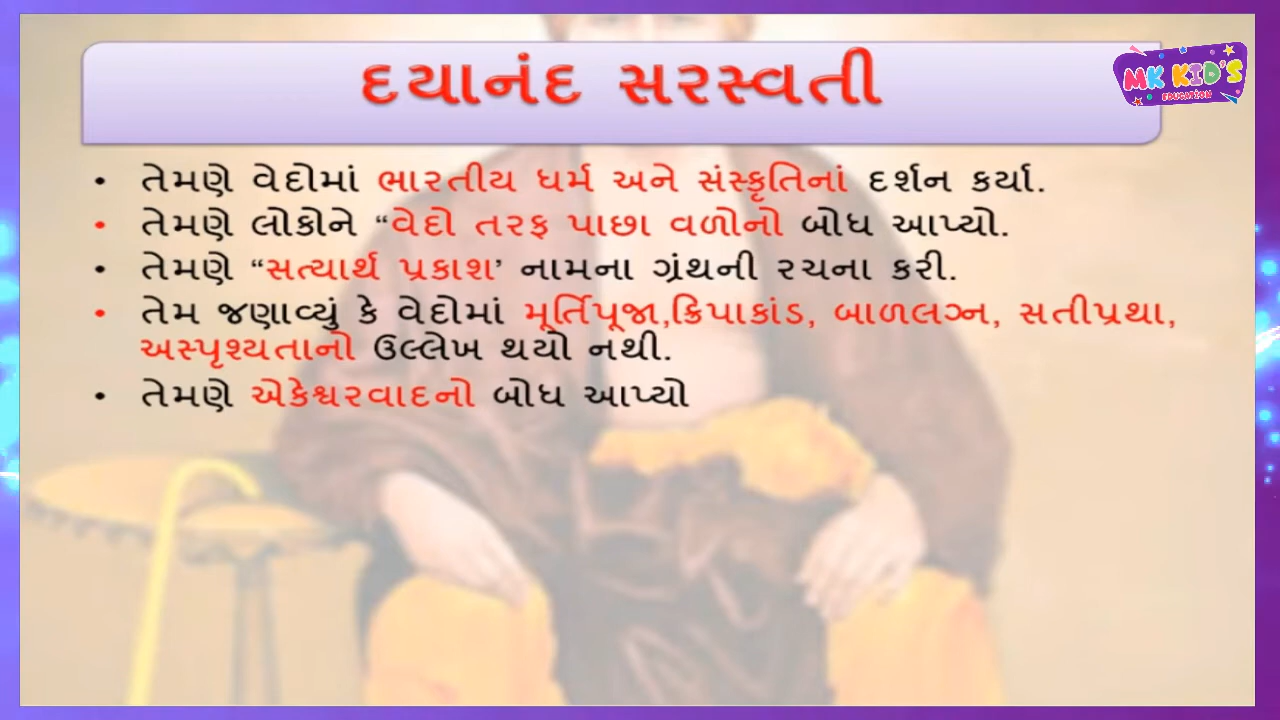 દયાનંદ સરસ્વતી
MK KID'S
EDUCATION
• તેમણે વેદોમાં ભારતીય ધર્મ અને સંસ્કૃતિનાં દર્શન કર્યા.
• તેમણે લોકોને “વેદો તરફ પાછા વળોનો બોધ આપ્યો.
• તેમણે “સત્યાર્થ પ્રકાશ’ નામના ગ્રંથની રચના કરી.
• તેમ જણાવ્યું કે વેદોમાં મૂર્તિપૂજા,ક્રિપાકાંડ, બાળલગ્ન, સતીપ્રથા,
અસ્પૃશ્યતાનો ઉલ્લેખ થયો નથી.
• તેમણે એકેશ્વરવાદનો બોધ આપ્યો